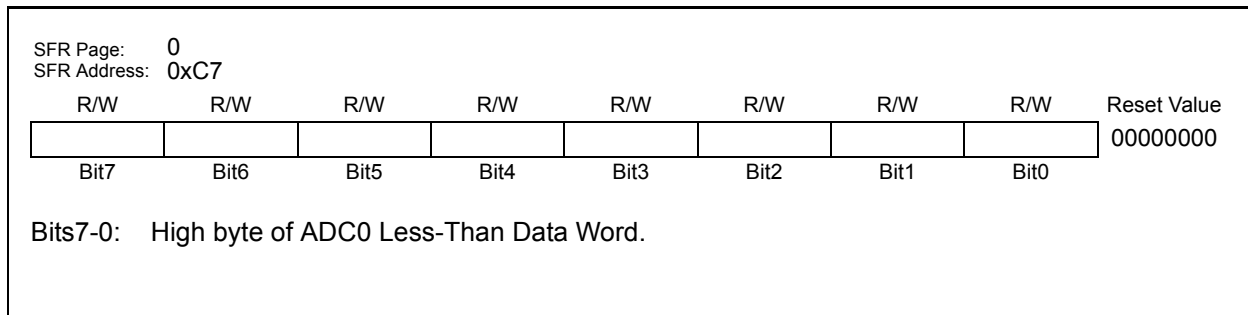 SFR Page: 0
SFR Address: 0xC7
R/W R/W R/W R/W R/W R/W R/W R/W Reset Value
00000000
Bit7 Bit6 Bit5 Bit4 Bit3 Bit2 Bit1 Bit0
Bits7-0: High byte of ADC0 Less-Than Data Word.